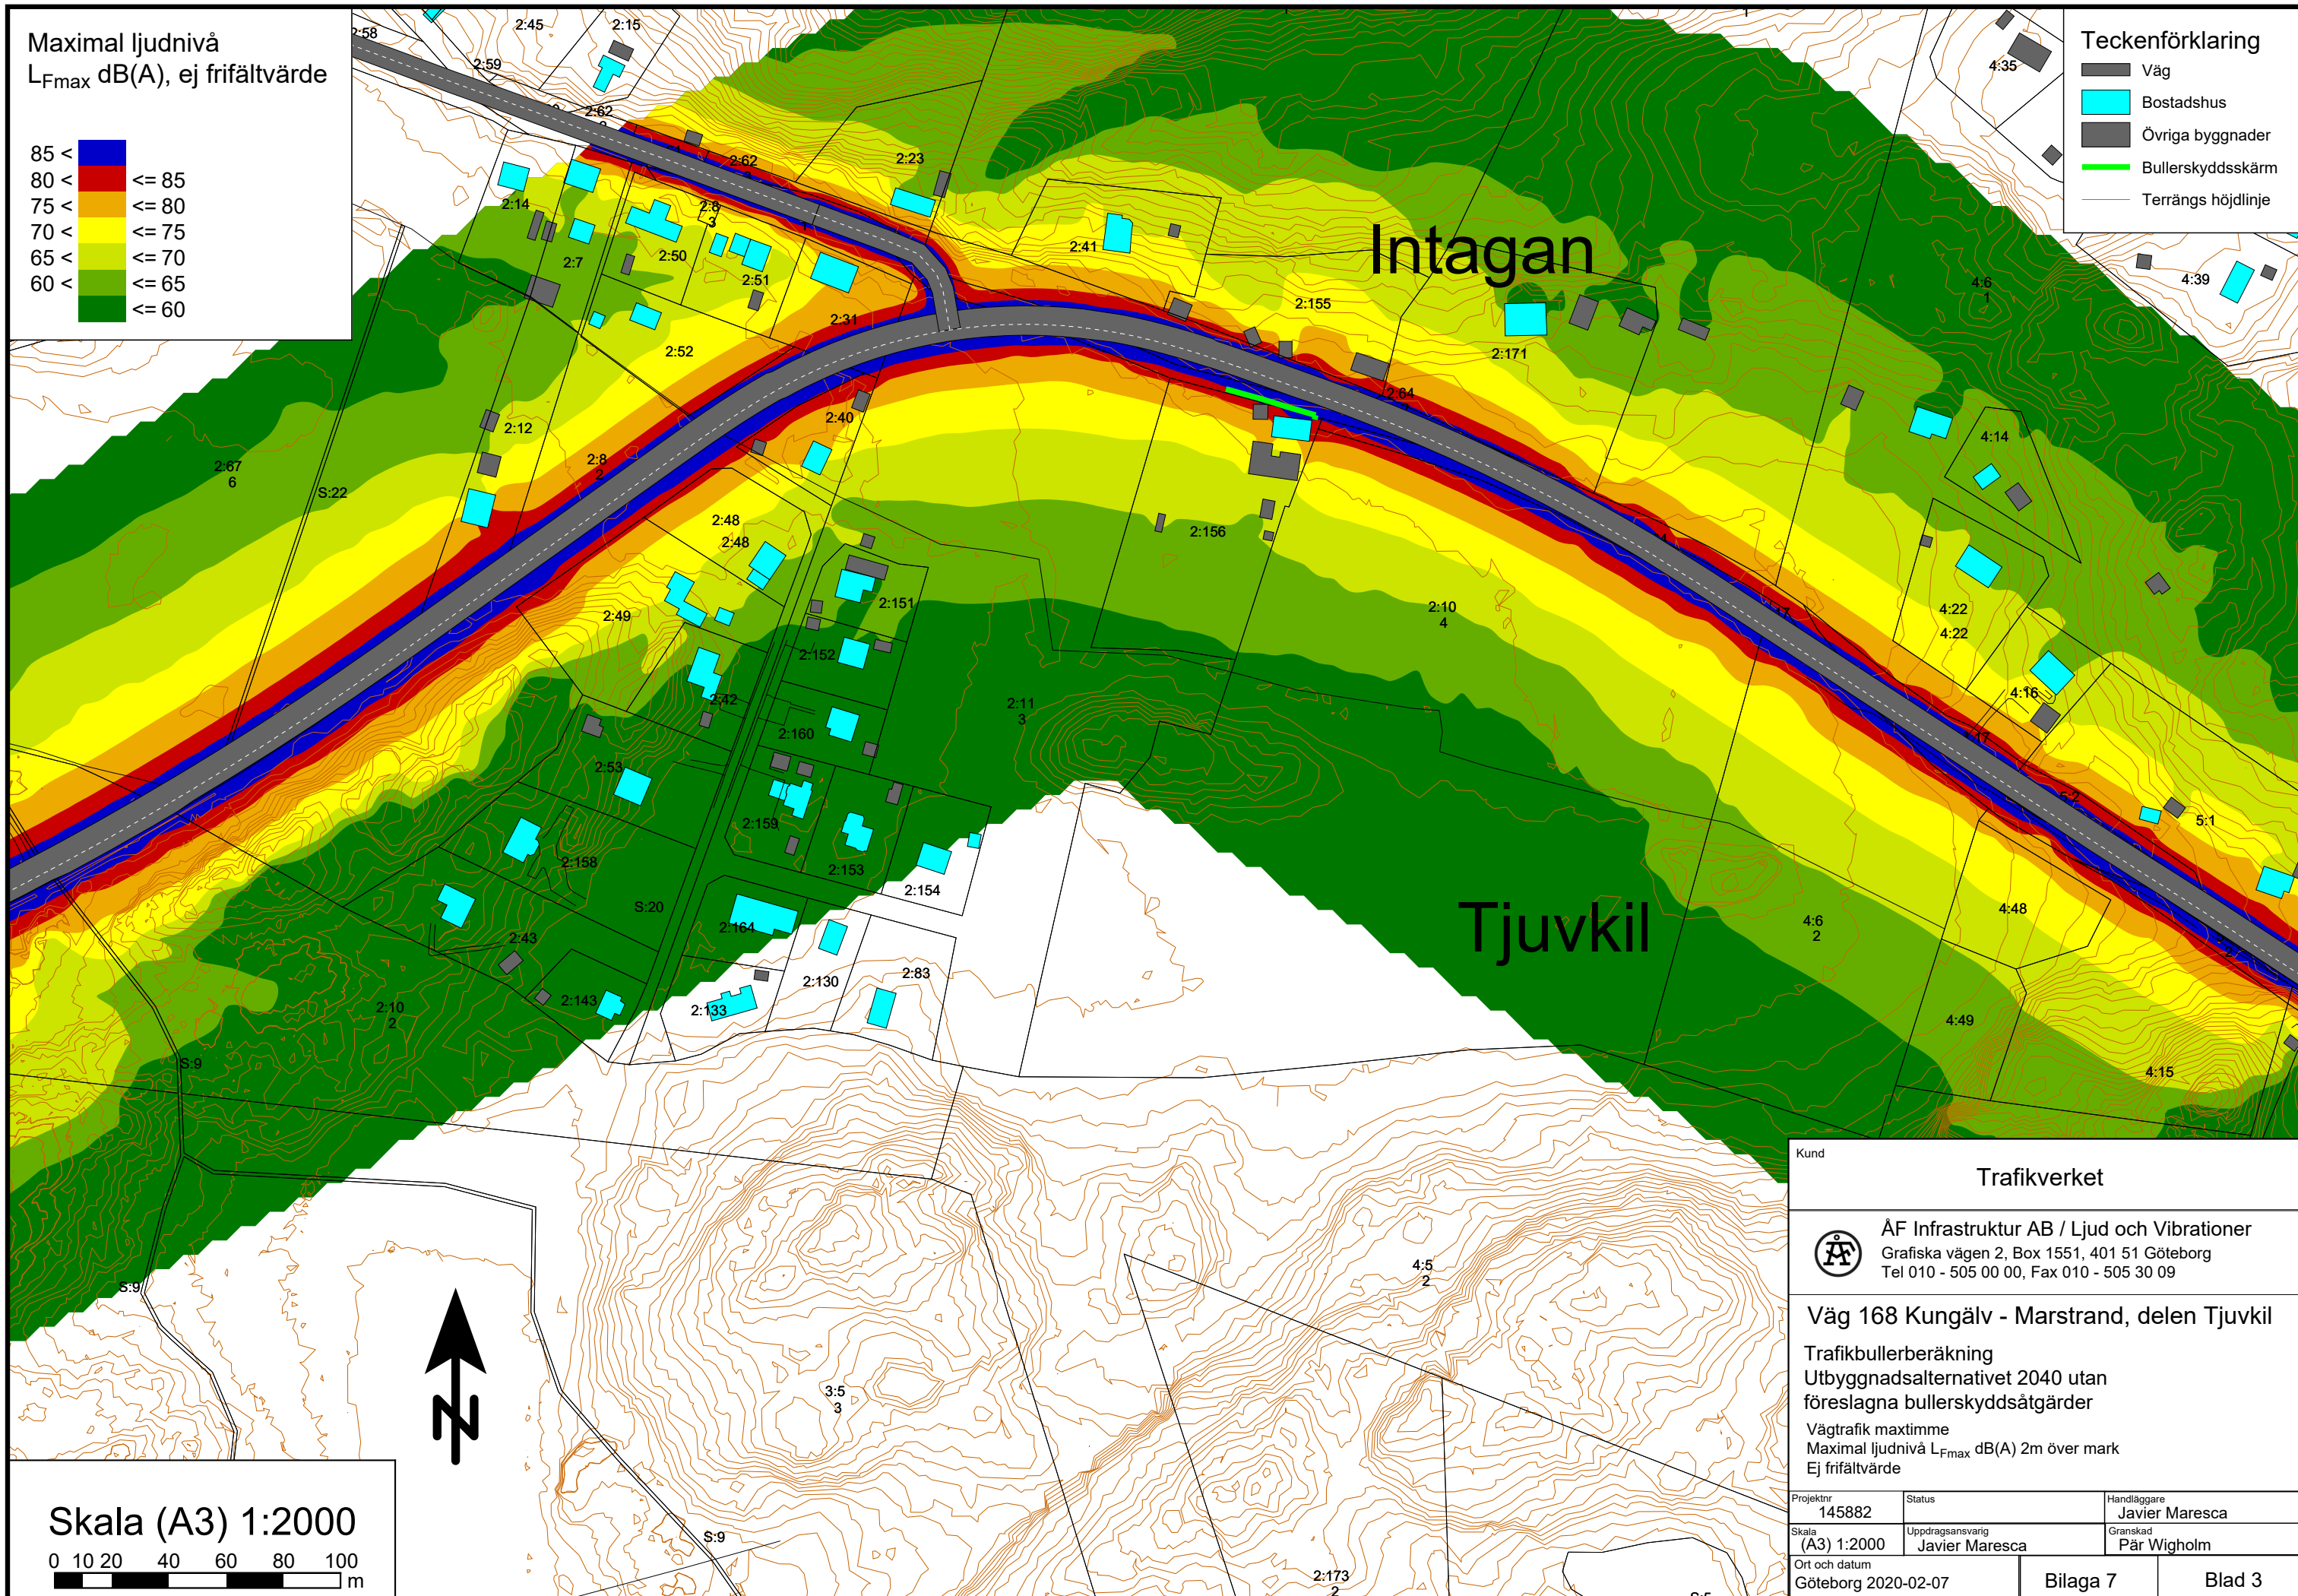 Maximal ljudnivå
LFmax dB(A), ej frifältvärde
85 <
80 < <= 85
75 < <= 80
70 < <= 75
65 < <= 70
60 < <= 65
<= 60
Teckenförklaring
Väg
Bostadshus
Övriga byggnader
Bullerskyddsskärm
Terrängs höjdlinje
2:58
2:45
2:15
2:59
2:62
2:62
2:23
4:35
2:14
2:8
3
2:41
Intagan
2:7
2:50
2:51
2:155
4:6
1
4:39
2:31
2:52
2:171
2:64
2:40
2:12
4:14
2:67
6
S:22
2:8
2
2:48
2:48
2:156
2:49
2:151
2:10
4
4:22
4:22
2:152
2:42
2:11
3
4:16
2:160
2:53
5:2
5:1
2:159
2:158
2:153
2:154
S:20
2:164
Tjuvkil
4:6
2
4:48
2:43
2:130
2:83
2:10
2
2:143
2:133
4:49
S:9
4:15
S:9
4:5
2
3:5
3
S:9
2:173
2
N
Skala (A3) 1:2000
0 10 20 40 60 80 100
m
Kund
Trafikverket
ÅF
ÅF Infrastruktur AB / Ljud och Vibrationer
Grafiska vägen 2, Box 1551, 401 51 Göteborg
Tel 010 - 505 00 00, Fax 010 - 505 30 09
Väg 168 Kungälv - Marstrand, delen Tjuvkil
Trafikbullerberäkning
Utbyggnadsalternativet 2040 utan
föreslagna bullerskyddsåtgärder
Vägtrafik maxtimme
Maximal ljudnivå LFmax dB(A) 2m över mark
Ej frifältvärde
Projektnr
145882
Status
Handläggare
Javier Maresca
Skala
(A3) 1:2000
Uppdragsansvarig
Javier Maresca
Granskad
Pär Wigholm
Ort och datum
Göteborg 2020-02-07
Bilaga 7
Blad 3